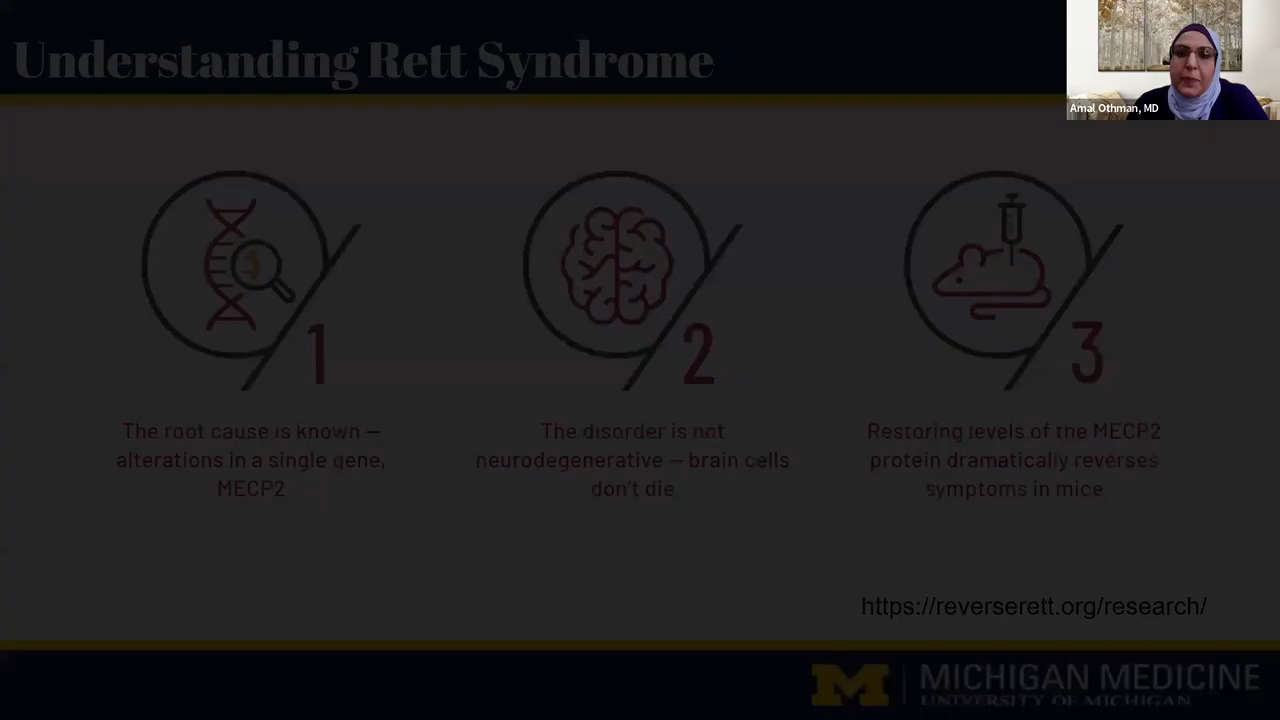 Understanding Rett Syndrome
Amal Othman, MD
1
The root cause is known —
alterations in a single gene,
MECP2
2
The disorder is not
neurodegenerative — brain cells
don't die
3
Restoring levels of the MECP2
protein dramatically reverses
symptoms in mice
https://reverserett.org/research/
M MICHIGAN MEDICINE
UNIVERSITY OF MICHIGAN